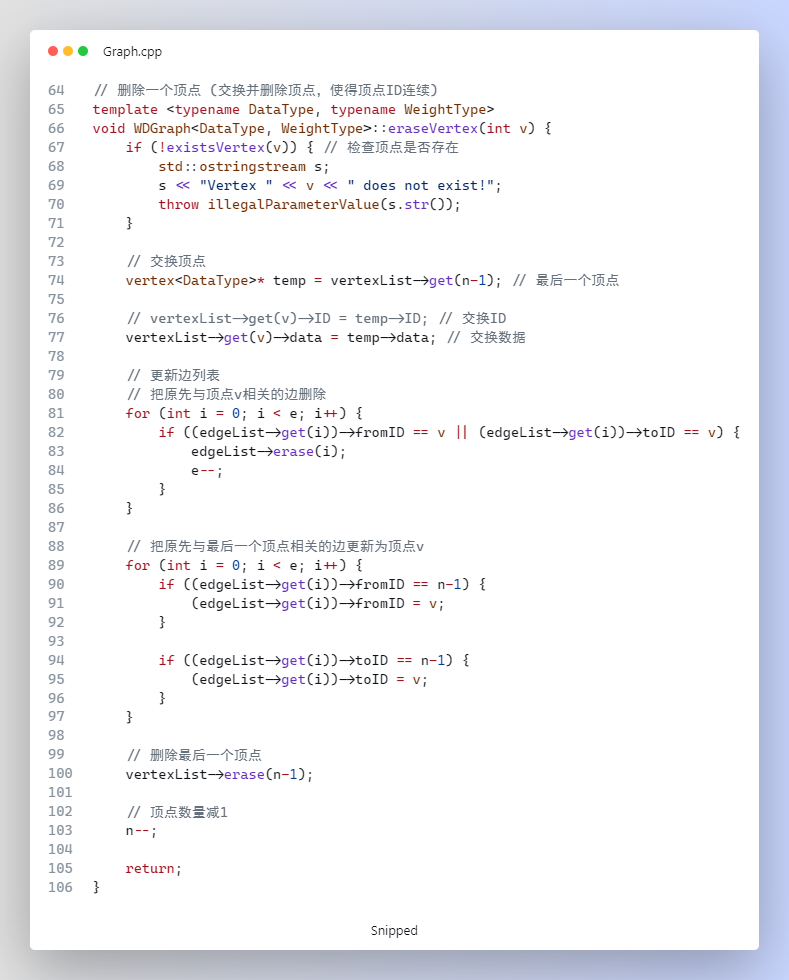 Graph.cpp
64 // 删除一个顶点 (交换并删除顶点, 使得顶点ID连续)
65 template <typename DataType, typename WeightType>
66 void WDGraph<DataType, WeightType>::eraseVertex(int v) {
67     if (!existsVertex(v)) { // 检查顶点是否存在
68         std::ostringstream s;
69         s << "Vertex " << v << " does not exist!";
70         throw illegalParameterValue(s.str());
71     }
72
73     // 交换顶点
74     vertex<DataType>* temp = vertexList->get(n-1); // 最后一个顶点
75
76     // vertexList->get(v)->ID = temp->ID; // 交换ID
77     vertexList->get(v)->data = temp->data; // 交换数据
78
79     // 更新边列表
80     // 把原先与顶点v相关的边删除
81     for (int i = 0; i < e; i++) {
82         if ((edgeList->get(i))->fromID == v || (edgeList->get(i))->toID == v) {
83             edgeList->erase(i);
84             e--;
85         }
86     }
87
88     // 把原先与最后一个顶点相关的边更新为顶点v
89     for (int i = 0; i < e; i++) {
90         if ((edgeList->get(i))->fromID == n-1) {
91             (edgeList->get(i))->fromID = v;
92         }
93
94         if ((edgeList->get(i))->toID == n-1) {
95             (edgeList->get(i))->toID = v;
96         }
97     }
98
99     // 删除最后一个顶点
100     vertexList->erase(n-1);
101
102     // 顶点数量减1
103     n--;
104
105     return;
106 }
Snipped